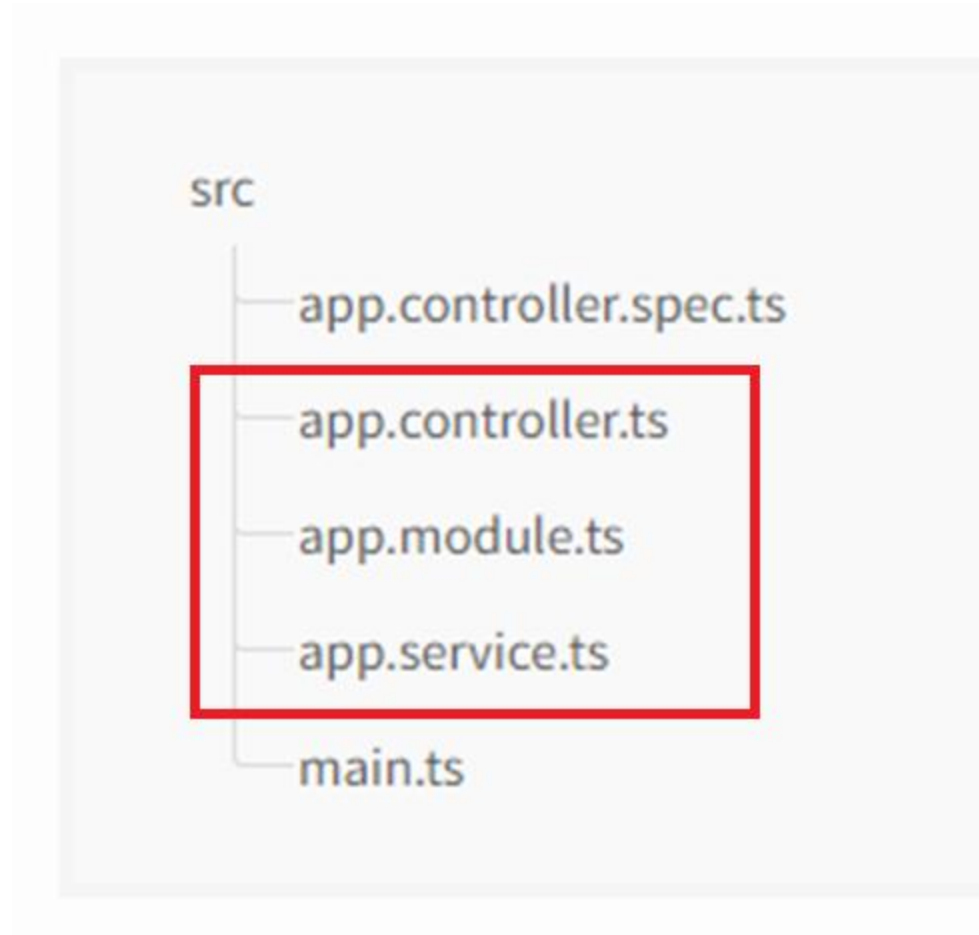 src
app.controller.spec.ts
app.controller.ts
app.module.ts
app.service.ts
main.ts